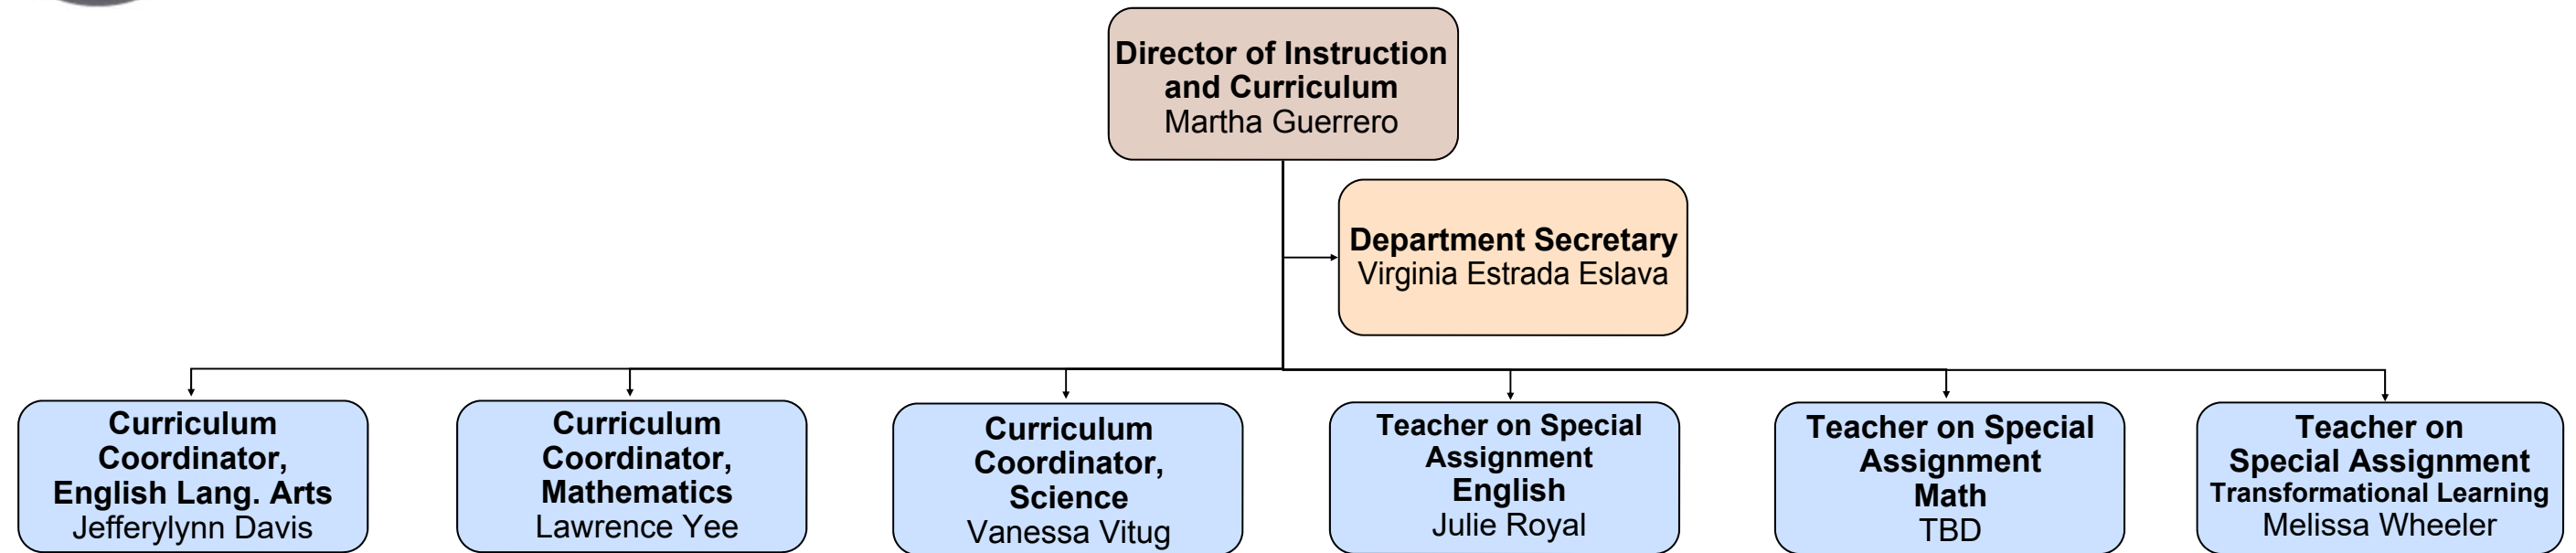 Director of Instruction
and Curriculum
Martha Guerrero
Department Secretary
Virginia Estrada Eslava
Curriculum
Coordinator,
English Lang. Arts
Jefferylynn Davis
Curriculum
Coordinator,
Mathematics
Lawrence Yee
Curriculum
Coordinator,
Science
Vanessa Vitug
Teacher on Special
Assignment
English
Julie Royal
Teacher on Special
Assignment
Math
TBD
Teacher on
Special Assignment
Transformational Learning
Melissa Wheeler